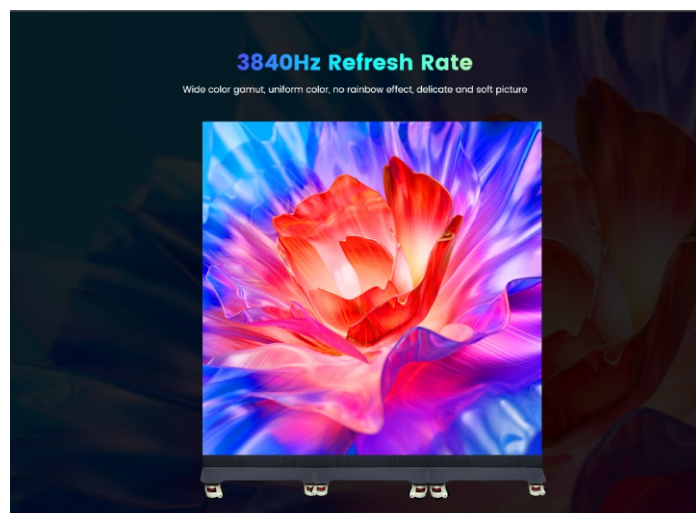 3840Hz Refresh Rate
Wide color gamut, uniform color, no rainbow effect, delicate and soft picture